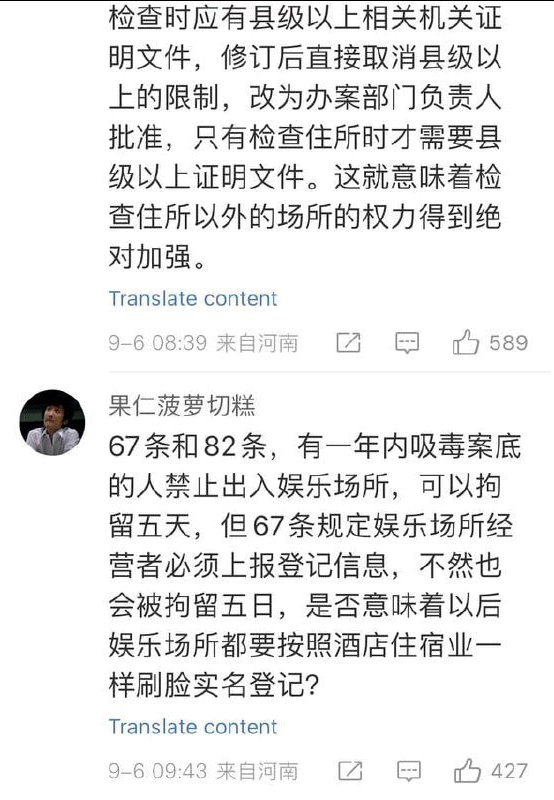 检查时应有县级以上相关机关证
明文件，修订后直接取消县级以
上的限制，改为办案部门负责人
批准，只有检查住所时才需要县
级以上证明文件。这就意味着检
查住所以外的场所的权力得到绝
对加强。
Translate content
9-6 08:39 来自河南
589
果仁菠萝切糕
67条和82条，有一年内吸毒案底
的人禁止出入娱乐场所，可以拘
留五天，但67条规定娱乐场所经
营者必须上报登记信息，不然也
会被拘留五日，是否意味着以后
娱乐场所都要按照酒店住宿业一
样刷脸实名登记？
Translate content
9-6 09:43 来自河南
427